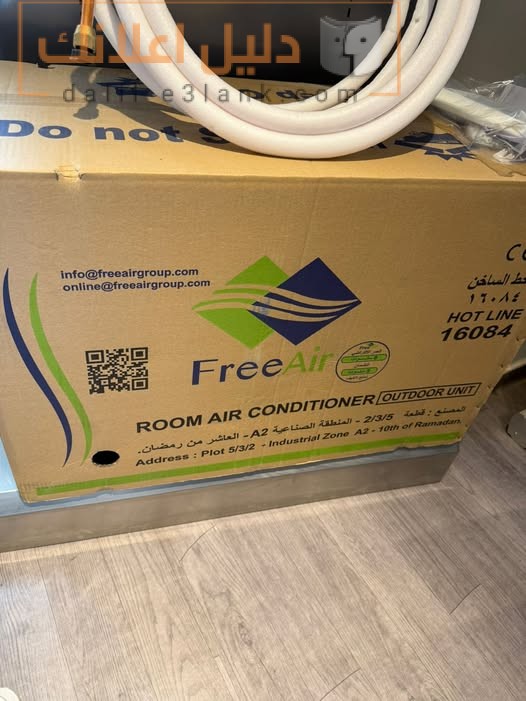 دليل اعلانك
dalile3lank.com
Do not
info@freeairgroup.com
online@freeairgroup.com
الخط الساخن
١٦٠٨٤
HOT LINE
16084
FreeAir
ROOM AIR CONDITIONER OUTDOOR UNIT
المصنع : قطعة 2/3/5 - المنطقة الصناعية A2 - العاشر من رمضان.
Address : Plot 5/3/2 - Industrial Zone A2 - 10th of Ramadan.